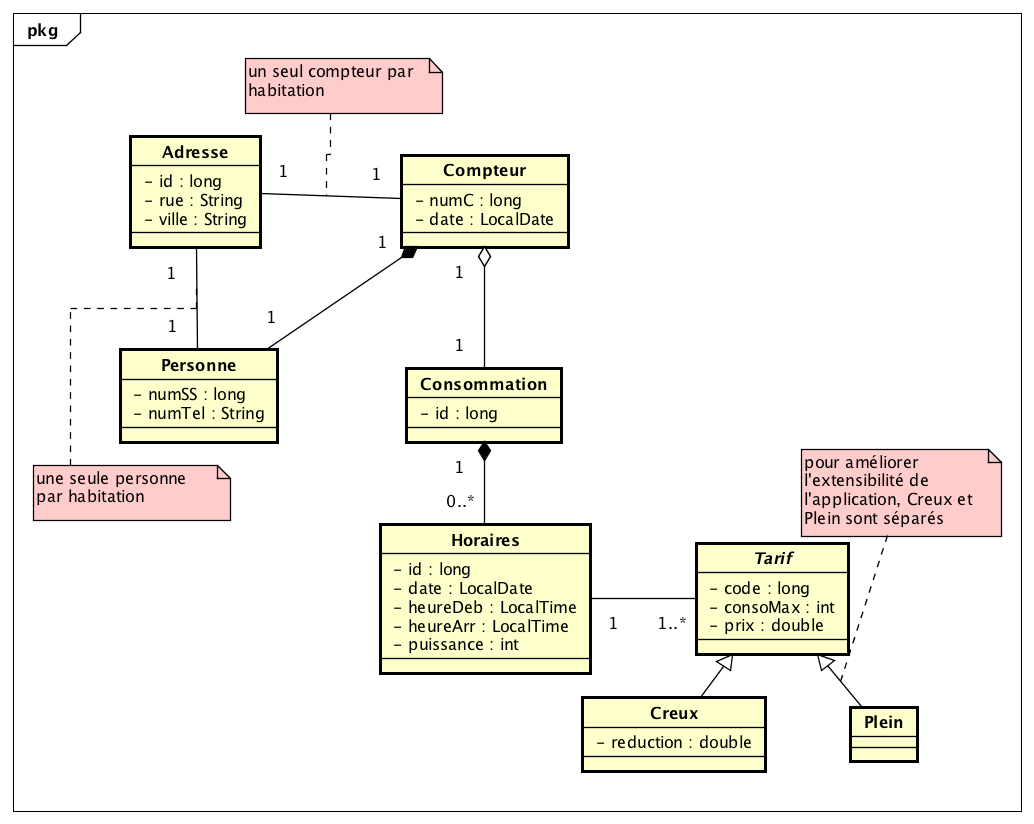 pkg
un seul compteur par
habitation
Adresse
- id : long
- rue : String
- ville : String
1
1
Compteur
- numC : long
- date : LocalDate
1
1
1
1
1
1
Personne
- numSS : long
- numTel : String
Consommation
- id : long
une seule personne
par habitation
1
0..*
pour améliorer
l'extensibilité de
l'application, Creux et
Plein sont séparés
Horaires
- id : long
- date : LocalDate
- heureDeb : LocalTime
- heureArr : LocalTime
- puissance : int
1
1..*
Tarif
- code : long
- consoMax : int
- prix : double
Creux
- reduction : double
Plein